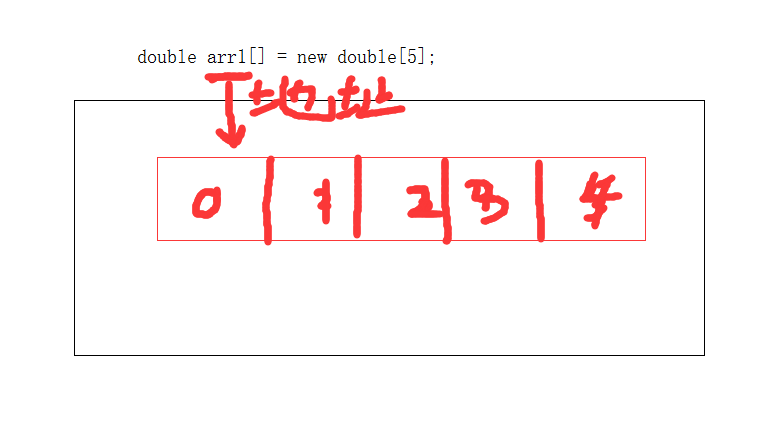 double arr1[] = new double[5];
地址
0 1 2 3 4